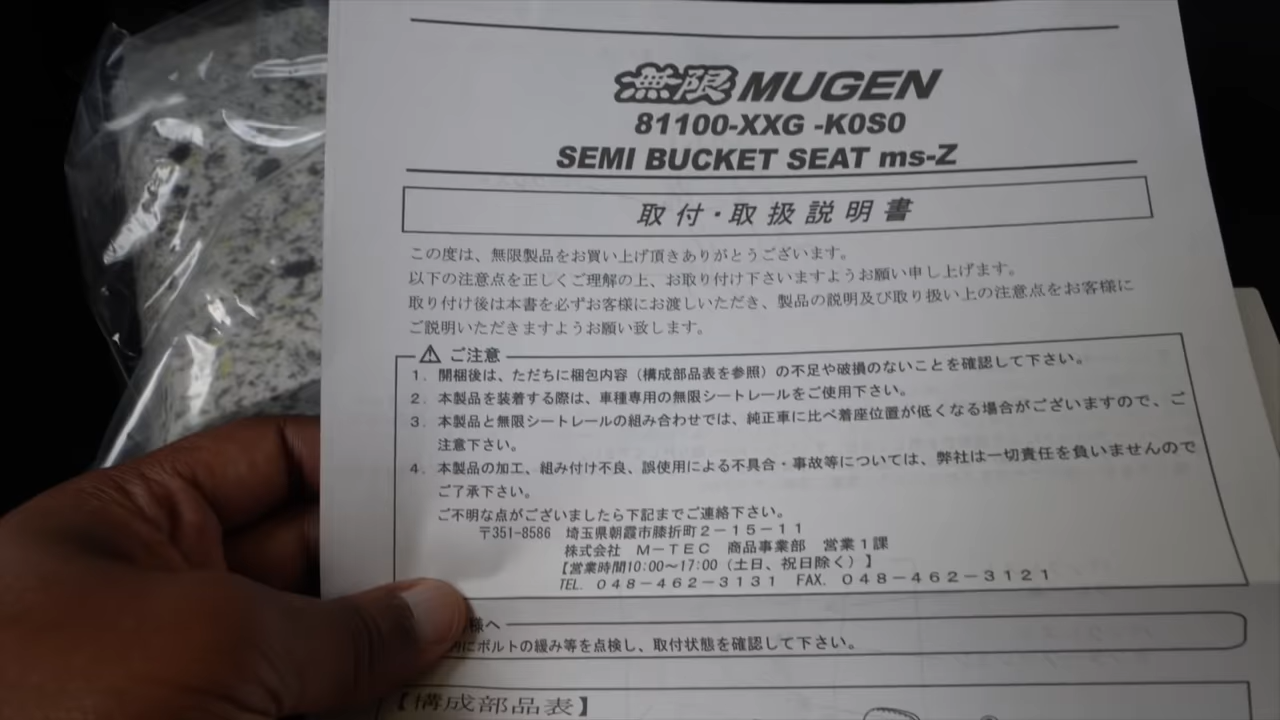 無限 MUGEN
81100-XXG -K0S0
SEMI BUCKET SEAT ms-Z
取付・取扱説明書
この度は、無限製品をお買い上げ頂きありがとうございます。
以下の注意点を正しくご理解の上、お取り付け下さいますようお願い申し上げます。
取り付け後は本書を必ずお客様にお渡しいただき、製品の説明及び取り扱い上の注意点をお客様に
ご説明いただきますようお願い致します。
⚠ ご注意
1. 開梱後は、ただちに梱包内容（構成部品表を参照）の不足や破損のないことを確認して下さい。
2. 本製品を装着する際は、車種専用の無限シートレールをご使用下さい。
3. 本製品と無限シートレールの組み合わせでは、純正車に比べ着座位置が低くなる場合がございますので、ご
注意下さい。
4. 本製品の加工、組み付け不良、誤使用による不具合・事故等については、弊社は一切責任を負いませんので
ご了承下さい。
ご不明な点がございましたら下記までご連絡下さい。
〒351-8586 埼玉県朝霞市膝折町２－１５－１１
株式会社 Ｍ－ＴＥＣ 商品事業部 営業１課
【営業時間10:00～17:00（土日、祝日除く）】
TEL. ０４８－４６２－３１３１ FAX. ０４８－４６２－３１２１
様へ
にボルトの緩み等を点検し、取付状態を確認して下さい。
【構成部品表】